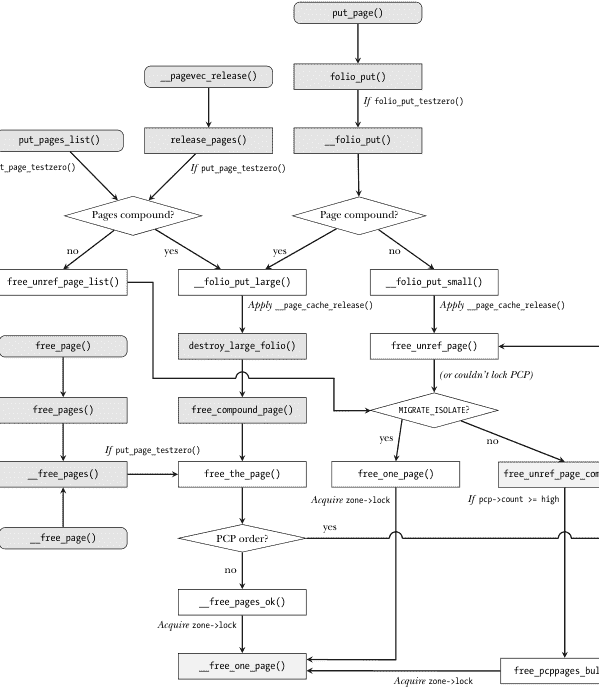 put_page()
__pagevec_release()
folio_put()
If folio_put_testzero()
put_pages_list()
release_pages()
__folio_put()
t_page_testzero()
If put_page_testzero()
Pages compound?
Page compound?
no
yes
yes
no
free_unref_page_list()
__folio_put_large()
__folio_put_small()
Apply __page_cache_release()
Apply __page_cache_release()
free_page()
destroy_large_folio()
free_unref_page()
(or couldn't lock PCP)
free_pages()
free_compound_page()
MIGRATE_ISOLATE?
yes
no
If put_page_testzero()
__free_pages()
free_the_page()
free_one_page()
free_unref_page_com
Acquire zone->lock
If pcp->count >= high
yes
__free_page()
PCP order?
no
__free_pages_ok()
Acquire zone->lock
__free_one_page()
free_pcppages_bul
Acquire zone->lock